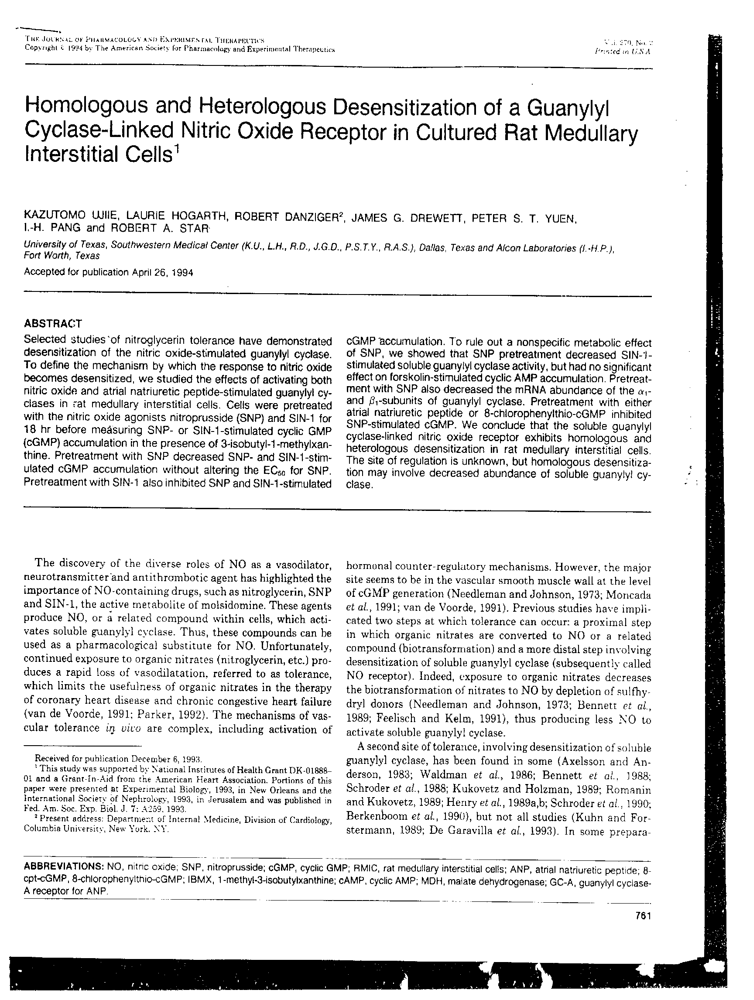 THE JOURNAL OF PHARMACOLOGY AND EXPERIMENTAL THERAPEUTICS
Copyright © 1994 by The American Society for Pharmacology and Experimental Therapeutics
Vol. 270, No. 2
Printed in U.S.A.
Homologous and Heterologous Desensitization of a Guanylyl
Cyclase-Linked Nitric Oxide Receptor in Cultured Rat Medullary
Interstitial Cells¹
KAZUTOMO UJIIE, LAURIE HOGARTH, ROBERT DANZIGER², JAMES G. DREWETT, PETER S. T. YUEN,
I.-H. PANG and ROBERT A. STAR
University of Texas, Southwestern Medical Center (K.U., L.H., R.D., J.G.D., P.S.T.Y., R.A.S.), Dallas, Texas and Alcon Laboratories (I.-H.P.),
Fort Worth, Texas
Accepted for publication April 26, 1994
ABSTRACT
Selected studies of nitroglycerin tolerance have demonstrated
desensitization of the nitric oxide-stimulated guanylyl cyclase.
To define the mechanism by which the response to nitric oxide
becomes desensitized, we studied the effects of activating both
nitric oxide and atrial natriuretic peptide-stimulated guanylyl cy-
clases in rat medullary interstitial cells. Cells were pretreated
with the nitric oxide agonists nitroprusside (SNP) and SIN-1 for
18 hr before measuring SNP- or SIN-1-stimulated cyclic GMP
(cGMP) accumulation in the presence of 3-isobutyl-1-methylxan-
thine. Pretreatment with SNP decreased SNP- and SIN-1-stim-
ulated cGMP accumulation without altering the EC₅₀ for SNP.
Pretreatment with SIN-1 also inhibited SNP and SIN-1-stimulated
cGMP accumulation. To rule out a nonspecific metabolic effect
of SNP, we showed that SNP pretreatment decreased SIN-1-
stimulated soluble guanylyl cyclase activity, but had no significant
effect on forskolin-stimulated cyclic AMP accumulation. Pretreat-
ment with SNP also decreased the mRNA abundance of the α₁-
and β₁-subunits of guanylyl cyclase. Pretreatment with either
atrial natriuretic peptide or 8-chlorophenylthio-cGMP inhibited
SNP-stimulated cGMP. We conclude that the soluble guanylyl
cyclase-linked nitric oxide receptor exhibits homologous and
heterologous desensitization in rat medullary interstitial cells.
The site of regulation is unknown, but homologous desensitiza-
tion may involve decreased abundance of soluble guanylyl cy-
clase.
The discovery of the diverse roles of NO as a vasodilator,
neurotransmitter and antithrombotic agent has highlighted the
importance of NO-containing drugs, such as nitroglycerin, SNP
and SIN-1, the active metabolite of molsidomine. These agents
produce NO, or a related compound within cells, which acti-
vates soluble guanylyl cyclase. Thus, these compounds can be
used as a pharmacological substitute for NO. Unfortunately,
continued exposure to organic nitrates (nitroglycerin, etc.) pro-
duces a rapid loss of vasodilatation, referred to as tolerance,
which limits the usefulness of organic nitrates in the therapy
of coronary heart disease and chronic congestive heart failure
(van de Voorde, 1991; Parker, 1992). The mechanisms of vas-
cular tolerance in vivo are complex, including activation of
Received for publication December 6, 1993.
¹ This study was supported by National Institutes of Health Grant DK-01888-
01 and a Grant-In-Aid from the American Heart Association. Portions of this
paper were presented at Experimental Biology, 1993, in New Orleans and the
International Society of Nephrology, 1993, in Jerusalem and was published in
Fed. Am. Soc. Exp. Biol. J. 7: A259, 1993.
² Present address: Department of Internal Medicine, Division of Cardiology,
Columbia University, New York, NY.
hormonal counter-regulatory mechanisms. However, the major
site seems to be in the vascular smooth muscle wall at the level
of cGMP generation (Needleman and Johnson, 1973; Moncada
et al., 1991; van de Voorde, 1991). Previous studies have impli-
cated two steps at which tolerance can occur: a proximal step
in which organic nitrates are converted to NO or a related
compound (biotransformation) and a more distal step involving
desensitization of soluble guanylyl cyclase (subsequently called
NO receptor). Indeed, exposure to organic nitrates decreases
the biotransformation of nitrates to NO by depletion of sulfhy-
dryl donors (Needleman and Johnson, 1973; Bennett et al.,
1989; Feelisch and Kelm, 1991), thus producing less NO to
activate soluble guanylyl cyclase.
A second site of tolerance, involving desensitization of soluble
guanylyl cyclase, has been found in some (Axelsson and An-
derson, 1983; Waldman et al., 1986; Bennett et al., 1988;
Schroder et al., 1988; Kukovetz and Holzman, 1989; Romanin
and Kukovetz, 1989; Henry et al., 1989a,b; Schroder et al., 1990;
Berkenboom et al., 1990), but not all studies (Kuhn and For-
stermann, 1989; De Garavilla et al., 1993). In some prepara-
ABBREVIATIONS: NO, nitric oxide; SNP, nitroprusside; cGMP, cyclic GMP; RMIC, rat medullary interstitial cells; ANP, atrial natriuretic peptide; 8-
cpt-cGMP, 8-chlorophenylthio-cGMP; IBMX, 1-methyl-3-isobutylxanthine; cAMP, cyclic AMP; MDH, malate dehydrogenase; GC-A, guanylyl cyclase-
A receptor for ANP.
761